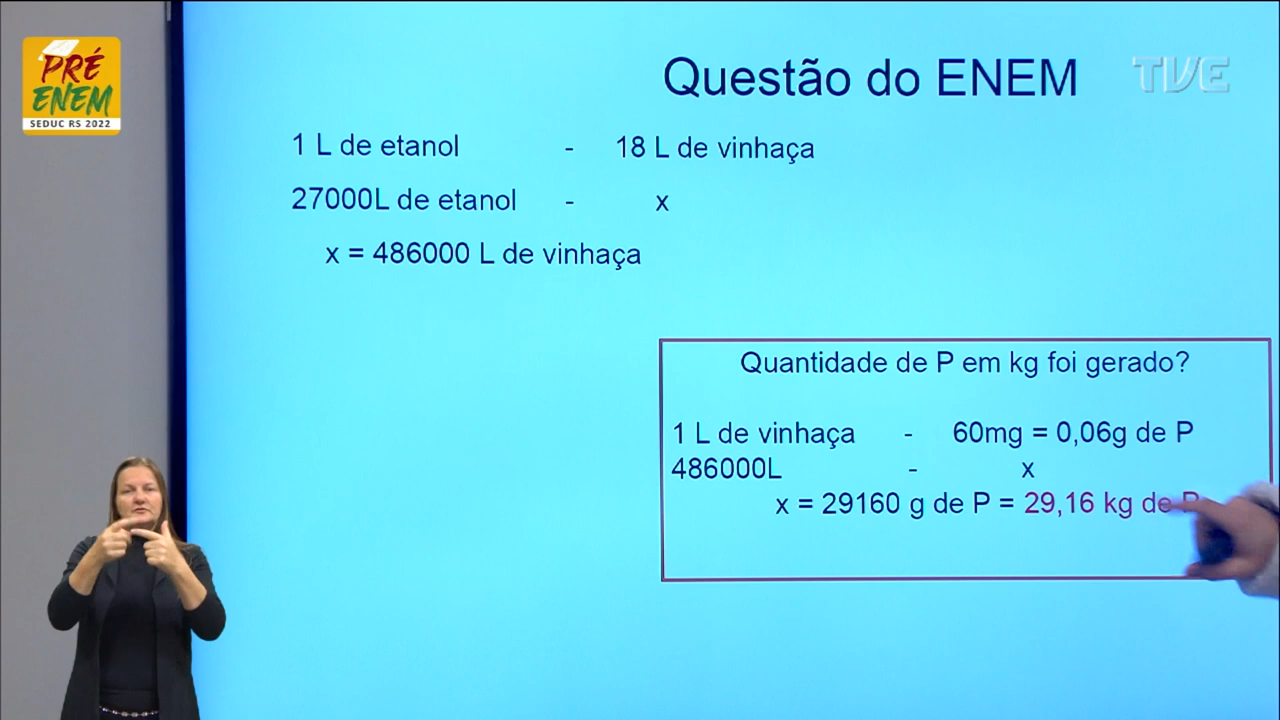 PRÉ
ENEM
SEDUC RS 2022
Questão do ENEM
TVE
1 L de etanol - 18 L de vinhaça
27000L de etanol - x
x = 486000 L de vinhaça
Quantidade de P em kg foi gerado?
1 L de vinhaça - 60mg = 0,06g de P
486000L - x
x = 29160 g de P = 29,16 kg de P